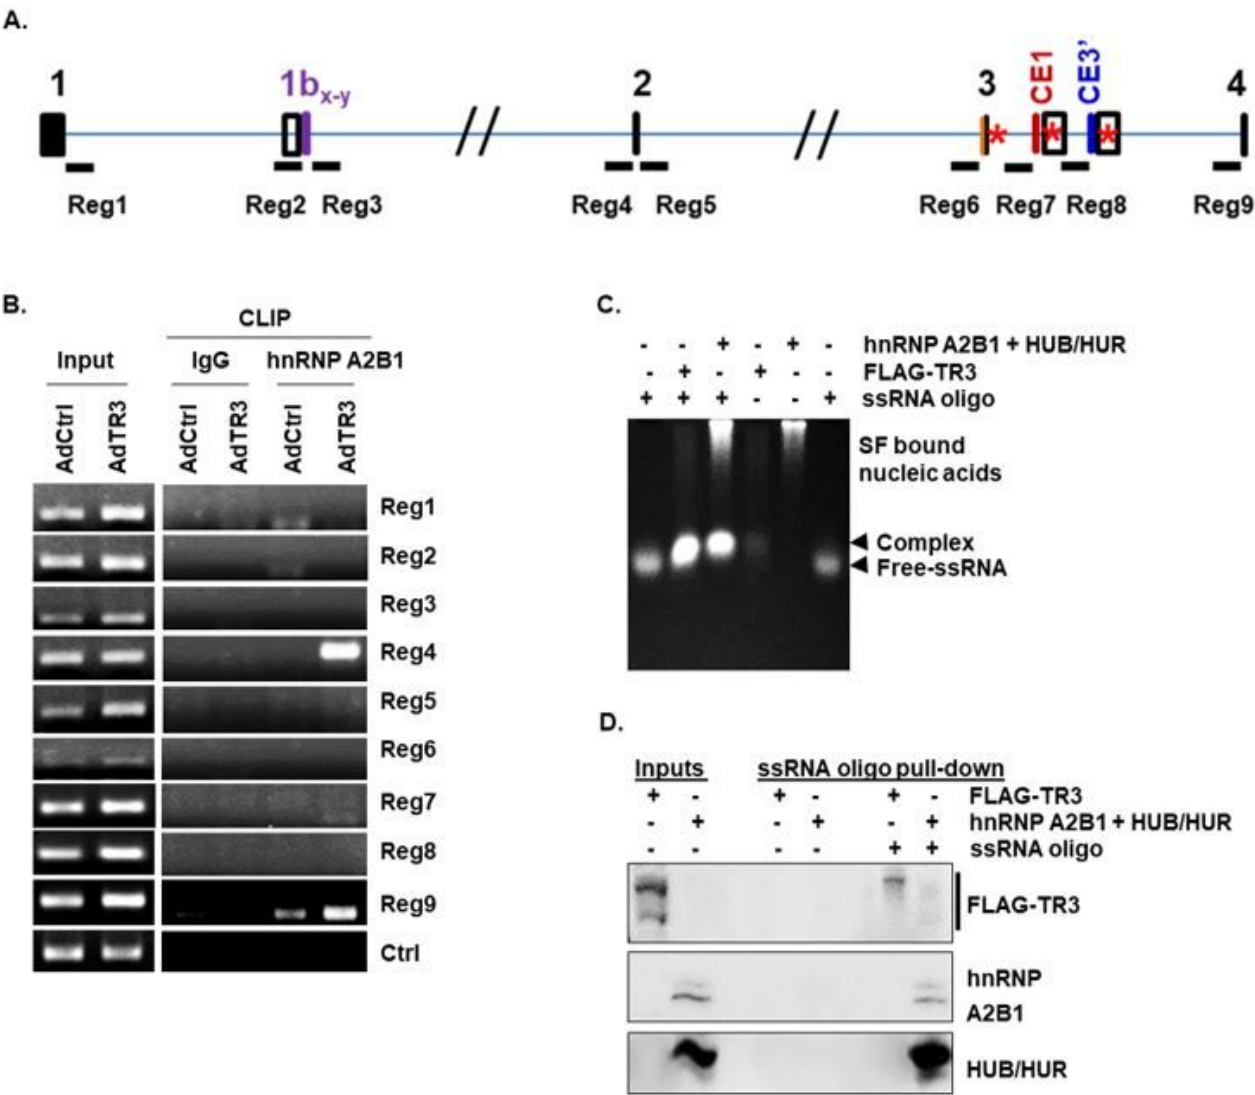 A.
1
1bx-y
2
3
CE1
CE3'
4
*
*
*
Reg1
Reg2
Reg3
Reg4
Reg5
Reg6
Reg7
Reg8
Reg9
B.
CLIP
Input
IgG
hnRNP A2B1
AdCtrl
AdTR3
AdCtrl
AdTR3
AdCtrl
AdTR3
Reg1
Reg2
Reg3
Reg4
Reg5
Reg6
Reg7
Reg8
Reg9
Ctrl
C.
- - + - + - hnRNP A2B1 + HUB/HUR
- + - + - - FLAG-TR3
+ + + - - + ssRNA oligo
SF bound
nucleic acids
Complex
Free-ssRNA
D.
Inputs ssRNA oligo pull-down
+ - + - + - FLAG-TR3
- + - + - + hnRNP A2B1 + HUB/HUR
- - - - + + ssRNA oligo
FLAG-TR3
hnRNP
A2B1
HUB/HUR